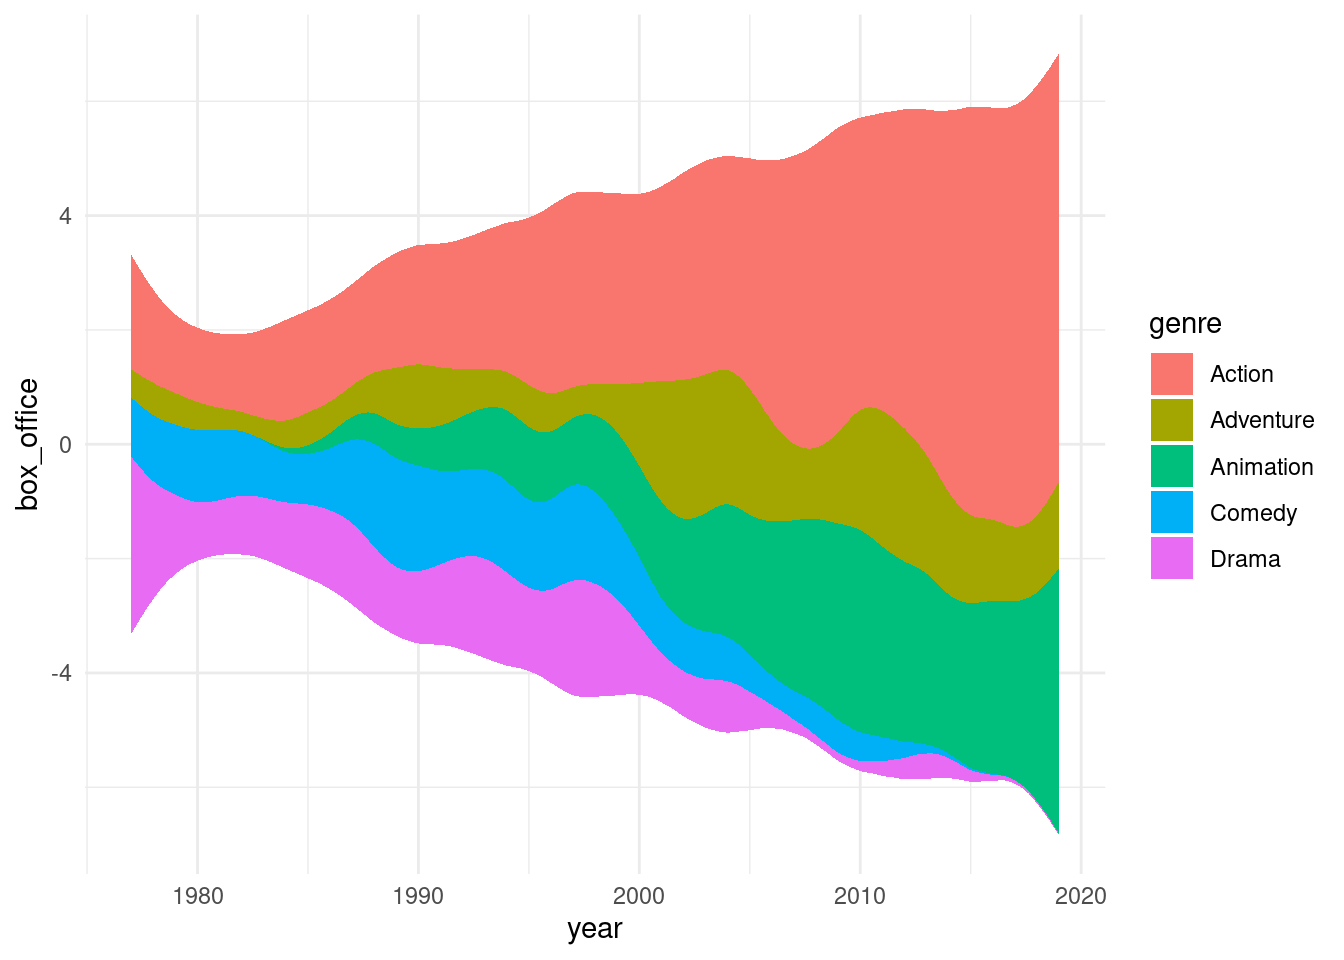 box_office
4
0
-4
1980
1990
2000
2010
2020
year
genre
Action
Adventure
Animation
Comedy
Drama